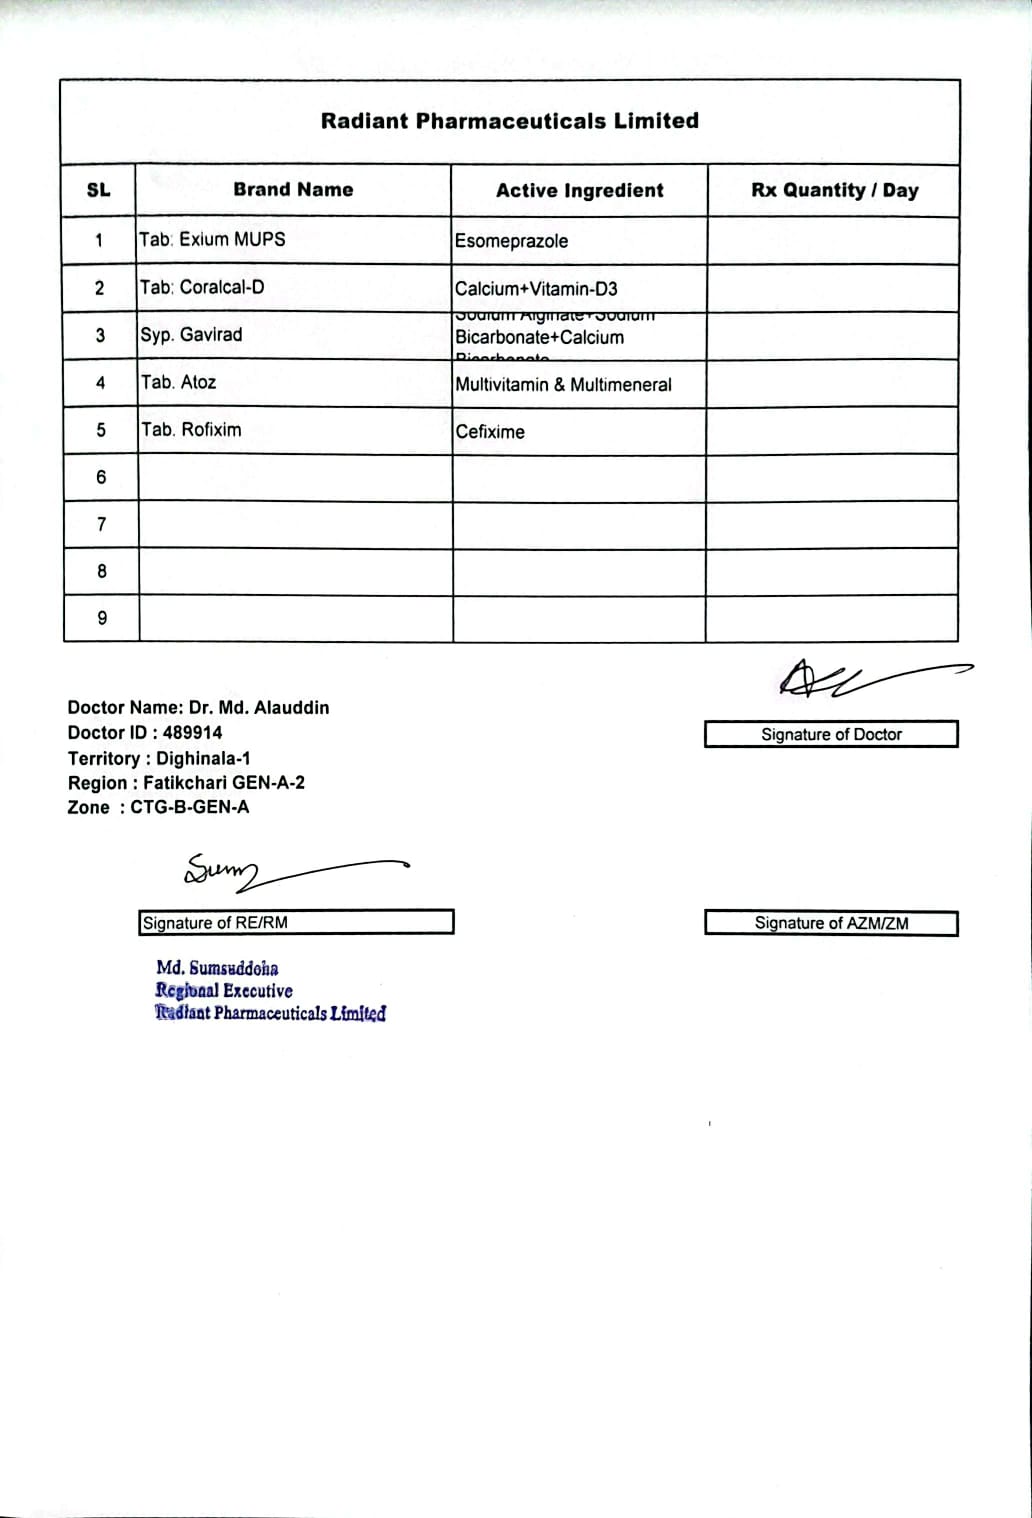 Radiant Pharmaceuticals Limited
SL Brand Name Active Ingredient Rx Quantity / Day
1 Tab: Exium MUPS Esomeprazole
2 Tab: Coralcal-D Calcium+Vitamin-D3
3 Syp. Gavirad Sodium Alginate+Sodium
Bicarbonate+Calcium
4 Tab. Atoz Multivitamin & Multimeneral
5 Tab. Rofixim Cefixime
6
7
8
9
Doctor Name: Dr. Md. Alauddin
Doctor ID : 489914
Territory : Dighinala-1
Region : Fatikchari GEN-A-2
Zone : CTG-B-GEN-A
Signature of Doctor
Signature of RE/RM
Signature of AZM/ZM
Md. Sumsuddoha
Regional Executive
Radiant Pharmaceuticals Limited